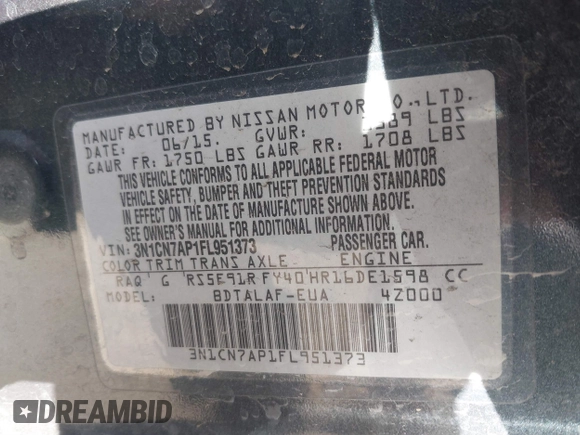 MANUFACTURED BY NISSAN MOTOR CO., LTD.
DATE: 06/15. GVWR: LBS
GAWR FR: 1750 LBS GAWR RR: 1708 LBS
THIS VEHICLE CONFORMS TO ALL APPLICABLE FEDERAL MOTOR
VEHICLE SAFETY, BUMPER AND THEFT PREVENTION STANDARDS
IN EFFECT ON THE DATE OF MANUFACTURE SHOWN ABOVE.
SEE OWNER'S MANUAL FOR ADDITIONAL INFORMATION.
VIN: 3N1CN7AP1FL951373 PASSENGER CAR.
COLOR TRIM TRANS AXLE ENGINE
RAQ G RS5F91R FY40 HR16DE1598 CC
MODEL: BDTALAF-EUA 4Z000
3N1CN7AP1FL951373
DREAMBID